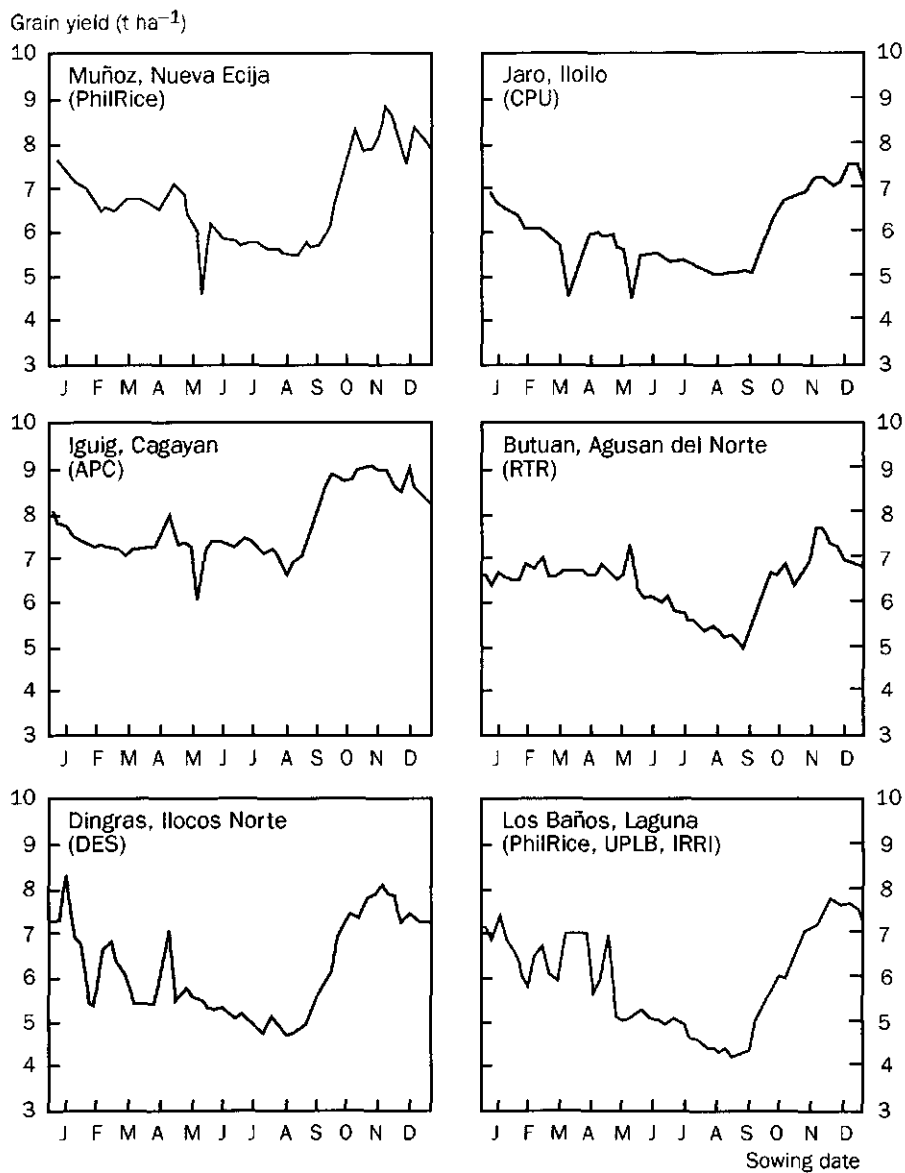 Grain yield (t ha⁻¹)
10
9
8
7
6
5
4
3
Muñoz, Nueva Ecija
(PhilRice)
J F M A M J J A S O N D
Jaro, Iloilo
(CPU)
10
9
8
7
6
5
4
3
J F M A M J J A S O N D
10
9
8
7
6
5
4
3
Iguig, Cagayan
(APC)
J F M A M J J A S O N D
Butuan, Agusan del Norte
(RTR)
10
9
8
7
6
5
4
3
J F M A M J J A S O N D
10
9
8
7
6
5
4
3
Dingras, Ilocos Norte
(DES)
J F M A M J J A S O N D
Los Baños, Laguna
(PhilRice, UPLB, IRRI)
10
9
8
7
6
5
4
3
J F M A M J J A S O N D
Sowing date